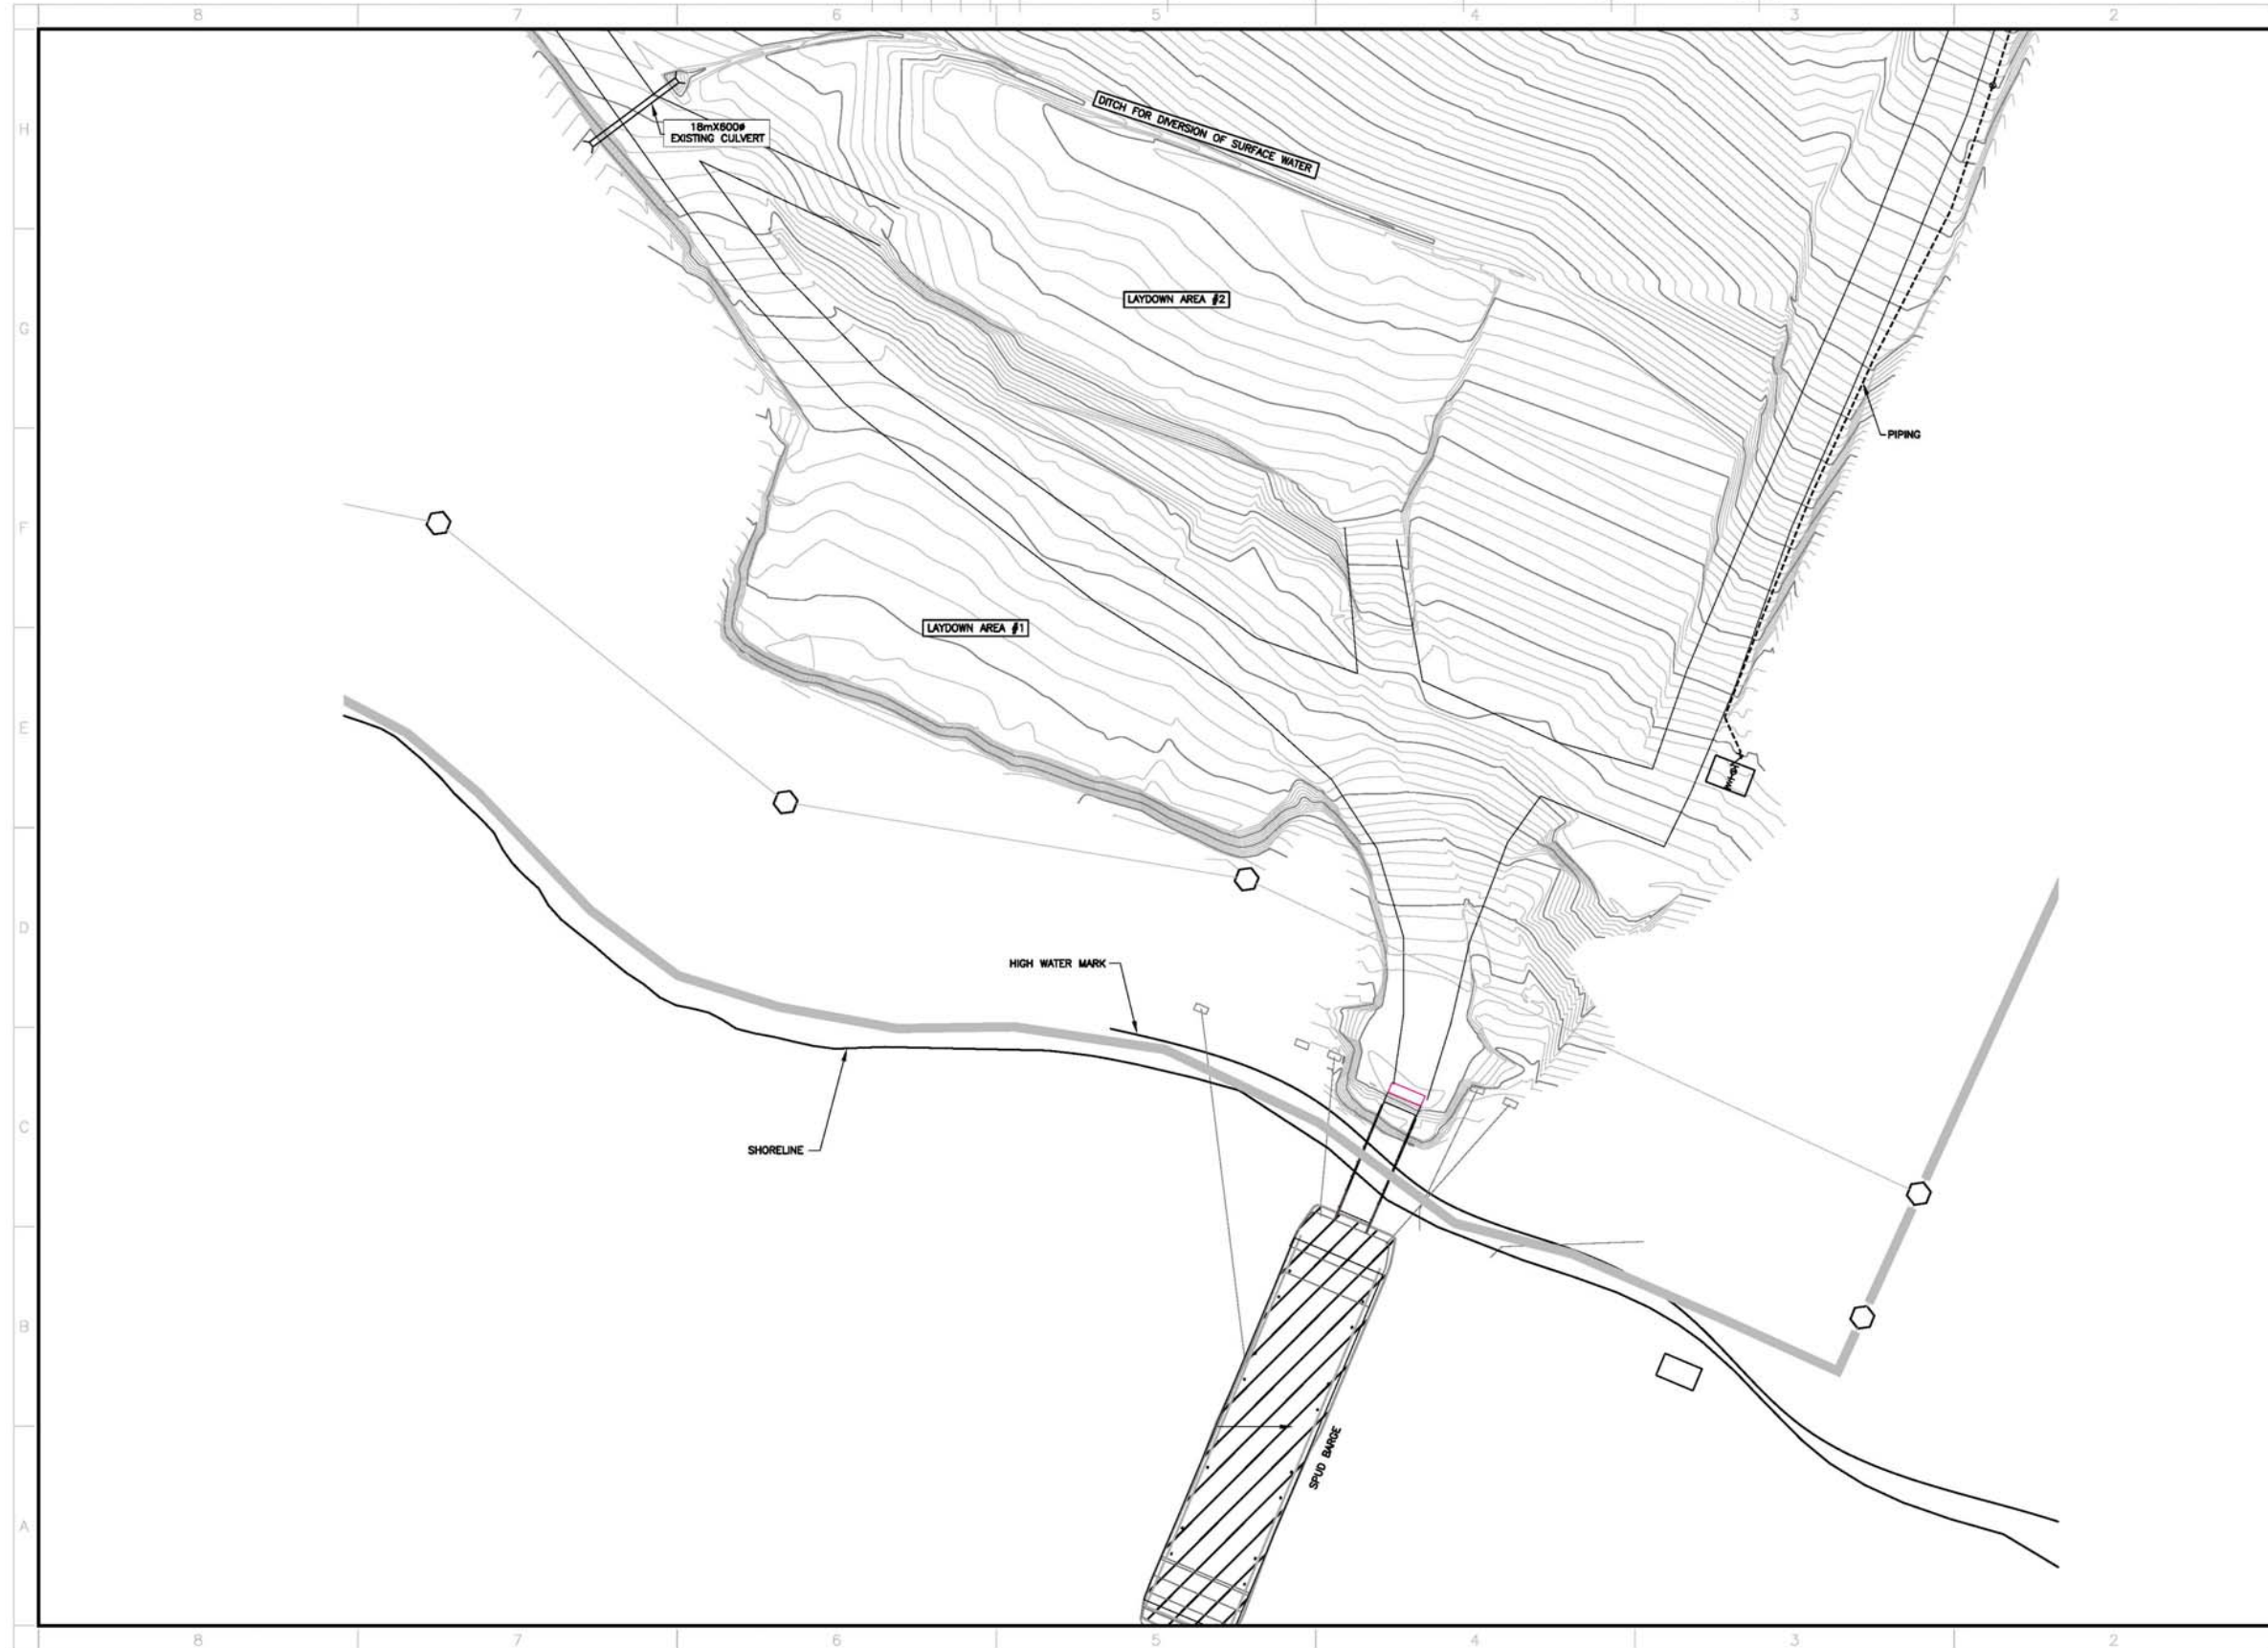 8 7 6 5 4 3 2
H
DITCH FOR DIVERSION OF SURFACE WATER
18mX600ø
EXISTING CULVERT
LAYDOWN AREA #2
G
PIPING
F
LAYDOWN AREA #1
E
D
HIGH WATER MARK
C
SHORELINE
B
SPUD BARGE
A
8 7 6 5 4 3 2